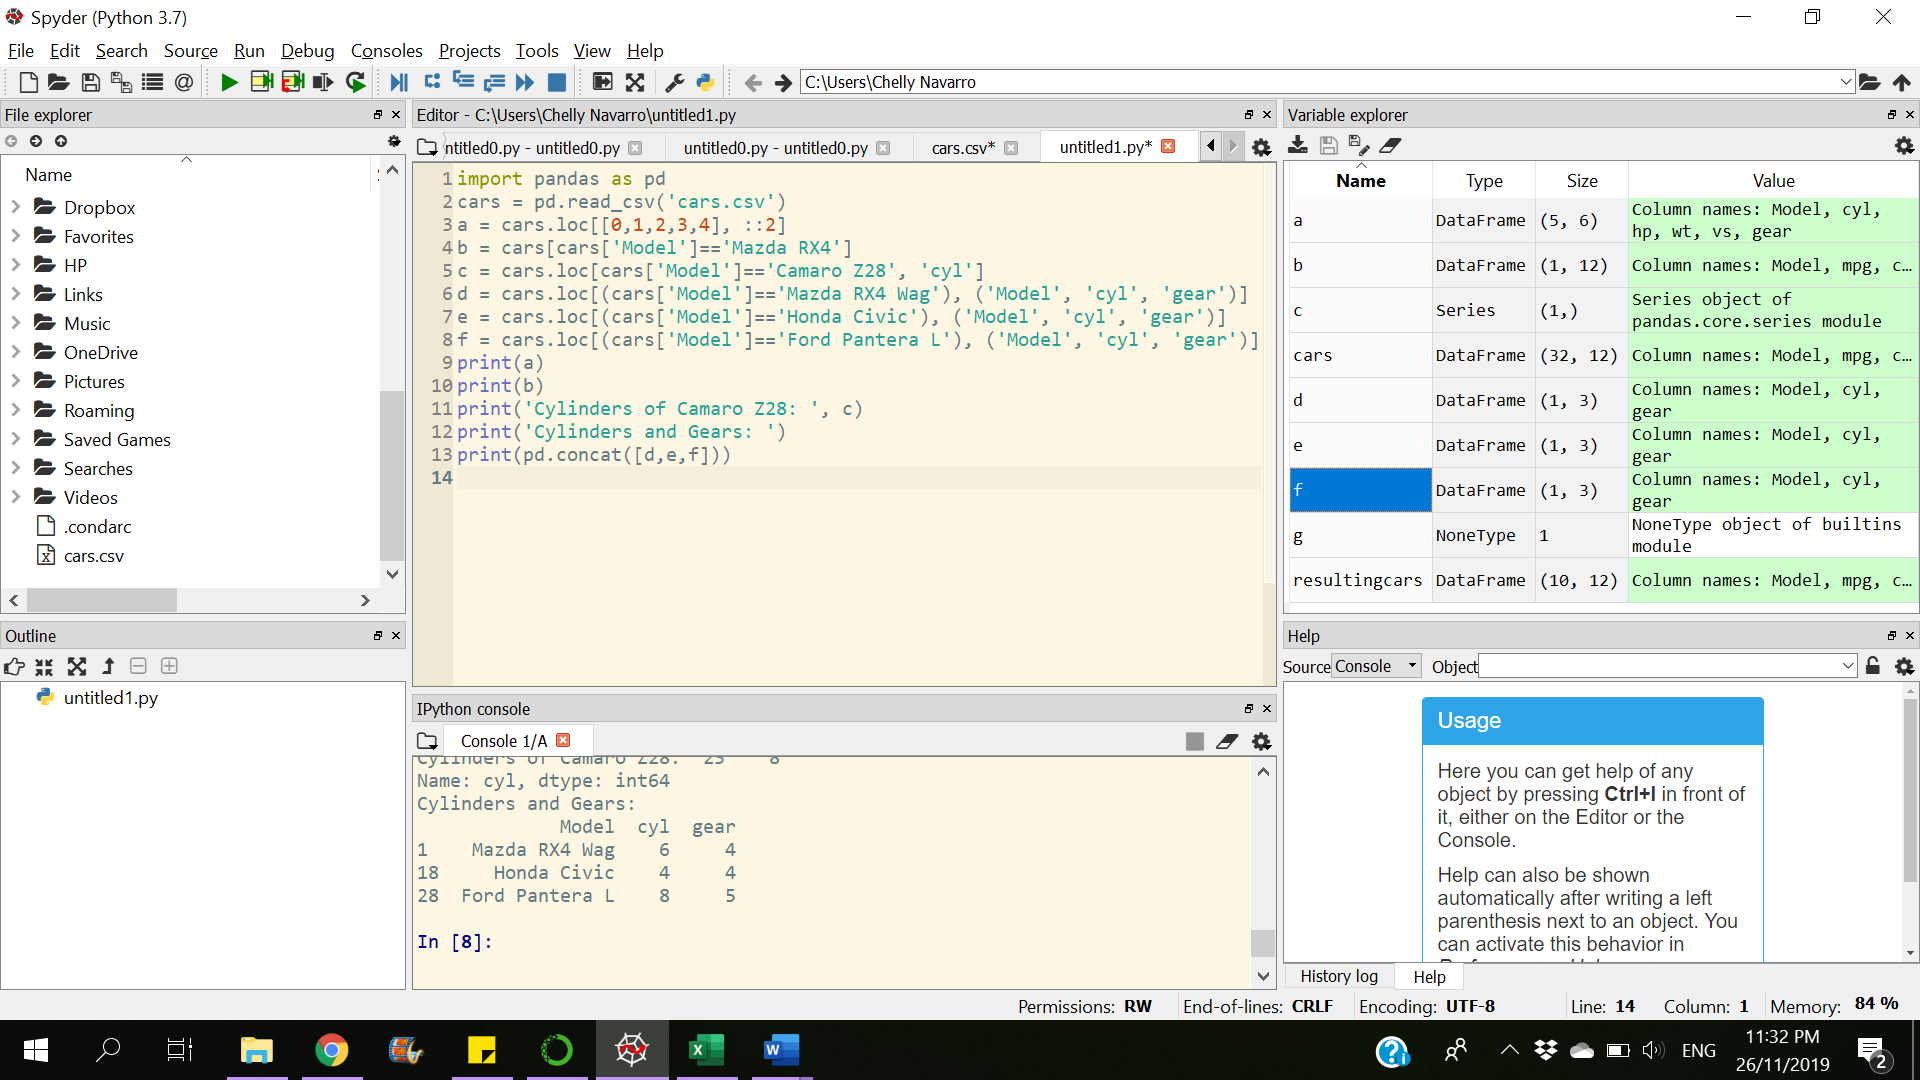 Spyder (Python 3.7)
File Edit Search Source Run Debug Consoles Projects Tools View Help
C:\Users\Chelly Navarro
File explorer
Name
Dropbox
Favorites
HP
Links
Music
OneDrive
Pictures
Roaming
Saved Games
Searches
Videos
.condarc
cars.csv
Outline
untitled1.py
Editor - C:\Users\Chelly Navarro\untitled1.py
ntitled0.py - untitled0.py untitled0.py - untitled0.py cars.csv* untitled1.py*
1 import pandas as pd
2 cars = pd.read_csv('cars.csv')
3 a = cars.loc[[0,1,2,3,4], ::2]
4 b = cars[cars['Model']=='Mazda RX4']
5 c = cars.loc[cars['Model']=='Camaro Z28', 'cyl']
6 d = cars.loc[(cars['Model']=='Mazda RX4 Wag'), ('Model', 'cyl', 'gear')]
7 e = cars.loc[(cars['Model']=='Honda Civic'), ('Model', 'cyl', 'gear')]
8 f = cars.loc[(cars['Model']=='Ford Pantera L'), ('Model', 'cyl', 'gear')]
9 print(a)
10 print(b)
11 print('Cylinders of Camaro Z28: ', c)
12 print('Cylinders and Gears: ')
13 print(pd.concat([d,e,f]))
14
IPython console
Console 1/A
Cylinders of Camaro Z28: 23 8
Name: cyl, dtype: int64
Cylinders and Gears:
Model cyl gear
1 Mazda RX4 Wag 6 4
18 Honda Civic 4 4
28 Ford Pantera L 8 5
In [8]:
Variable explorer
Name Type Size Value
a DataFrame (5, 6) Column names: Model, cyl,
hp, wt, vs, gear
b DataFrame (1, 12) Column names: Model, mpg, c…
c Series (1,) Series object of
pandas.core.series module
cars DataFrame (32, 12) Column names: Model, mpg, c…
d DataFrame (1, 3) Column names: Model, cyl,
gear
e DataFrame (1, 3) Column names: Model, cyl,
gear
f DataFrame (1, 3) Column names: Model, cyl,
gear
g NoneType 1 NoneType object of builtins
module
resultingcars DataFrame (10, 12) Column names: Model, mpg, c…
Help
Source Console Object
Usage
Here you can get help of any
object by pressing Ctrl+I in front of
it, either on the Editor or the
Console.
Help can also be shown
automatically after writing a left
parenthesis next to an object. You
can activate this behavior in
History log Help
Permissions: RW End-of-lines: CRLF Encoding: UTF-8 Line: 14 Column: 1 Memory: 84 %
ENG
11:32 PM
26/11/2019
2